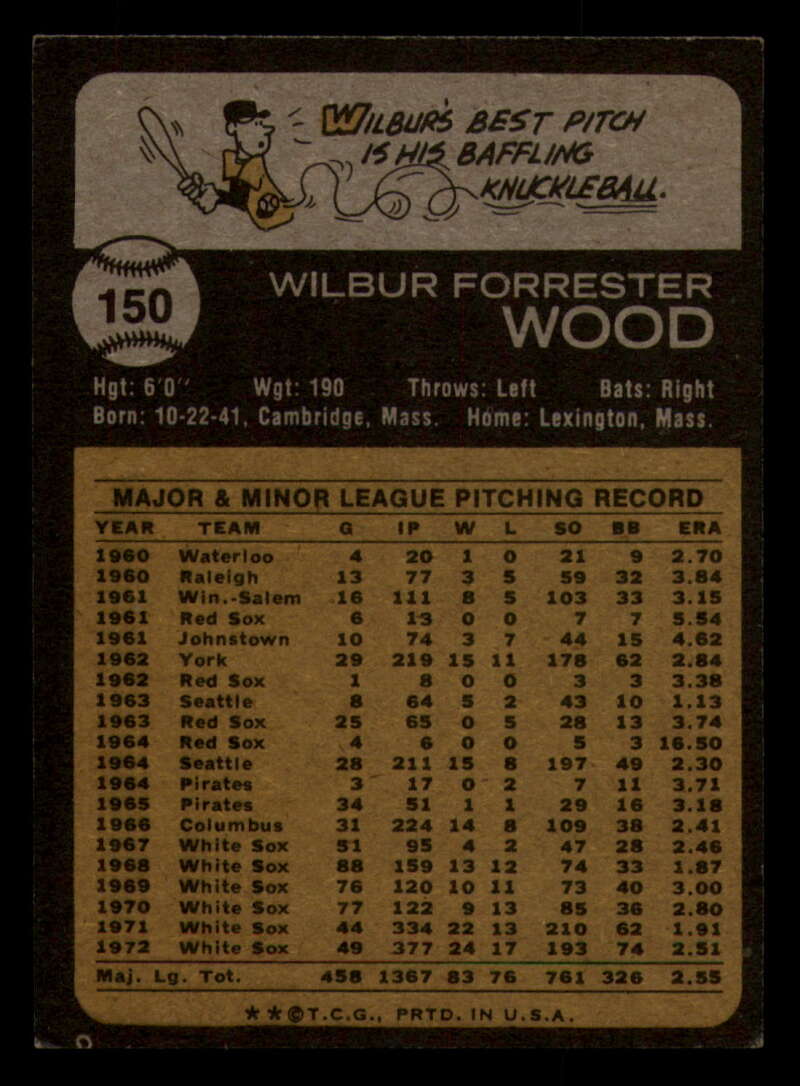 WILBUR'S BEST PITCH
IS HIS BAFFLING
KNUCKLEBALL.
150
WILBUR FORRESTER
WOOD
Hgt: 6'0" Wgt: 190 Throws: Left Bats: Right
Born: 10-22-41, Cambridge, Mass. Home: Lexington, Mass.
MAJOR & MINOR LEAGUE PITCHING RECORD
YEAR TEAM G IP W L SO BB ERA
1960 Waterloo 4 20 1 0 21 9 2.70
1960 Raleigh 13 77 3 5 59 32 3.84
1961 Win.-Salem 16 111 8 5 103 33 3.15
1961 Red Sox 6 13 0 0 7 7 5.54
1961 Johnstown 10 74 3 7 44 15 4.62
1962 York 29 219 15 11 178 62 2.84
1962 Red Sox 1 8 0 0 3 3 3.38
1963 Seattle 8 64 5 2 43 10 1.13
1963 Red Sox 25 65 0 5 28 13 3.74
1964 Red Sox 4 6 0 0 5 3 16.50
1964 Seattle 28 211 15 8 197 49 2.30
1964 Pirates 3 17 0 2 7 11 3.71
1965 Pirates 34 51 1 1 29 16 3.18
1966 Columbus 31 224 14 8 109 38 2.41
1967 White Sox 51 95 4 2 47 28 2.46
1968 White Sox 88 159 13 12 74 33 1.87
1969 White Sox 76 120 10 11 73 40 3.00
1970 White Sox 77 122 9 13 85 36 2.80
1971 White Sox 44 334 22 13 210 62 1.91
1972 White Sox 49 377 24 17 193 74 2.51
Maj. Lg. Tot. 458 1367 83 76 761 326 2.55
★★©T.C.G., PRTD. IN U.S.A.